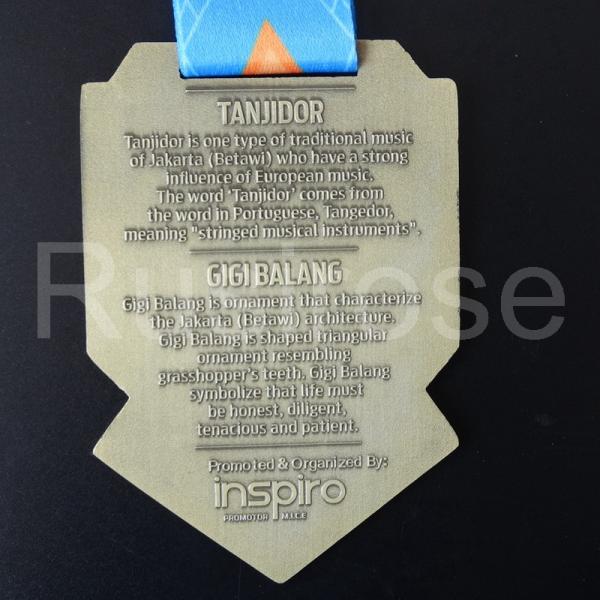 TANJIDOR
Tanjidor is one type of traditional music
of Jakarta (Betawi) who have a strong
influence of European music.
The word 'Tanjidor' comes from
the word in Portuguese, Tangedor,
meaning "stringed musical instruments".
GIGI BALANG
Gigi Balang is ornament that characterize
the Jakarta (Betawi) architecture.
Gigi Balang is shaped triangular
ornament resembling
grasshopper's teeth. Gigi Balang
symbolize that life must
be honest, diligent,
tenacious and patient.
Promoted & Organized By:
inspiro
PROMOTOR M.I.C.E